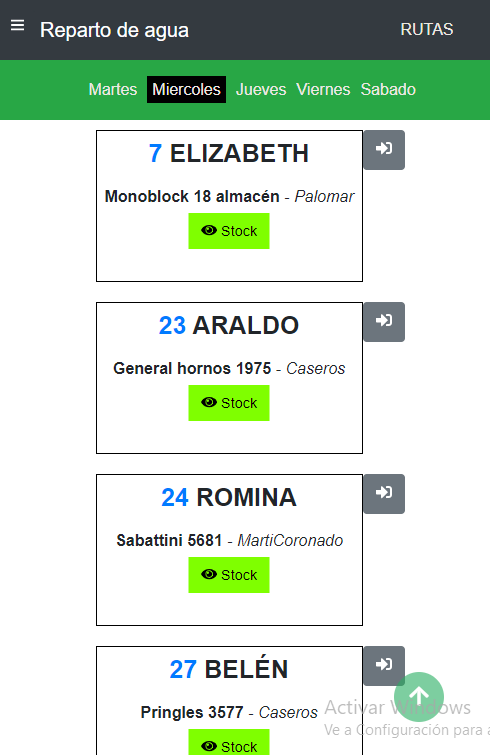 Reparto de agua RUTAS
Martes Miercoles Jueves Viernes Sabado
7 ELIZABETH
Monoblock 18 almacén - Palomar
Stock
23 ARALDO
General hornos 1975 - Caseros
Stock
24 ROMINA
Sabattini 5681 - MartiCoronado
Stock
27 BELÉN
Pringles 3577 - Caseros
Stock
Activar Windows
Ve a Configuración para a